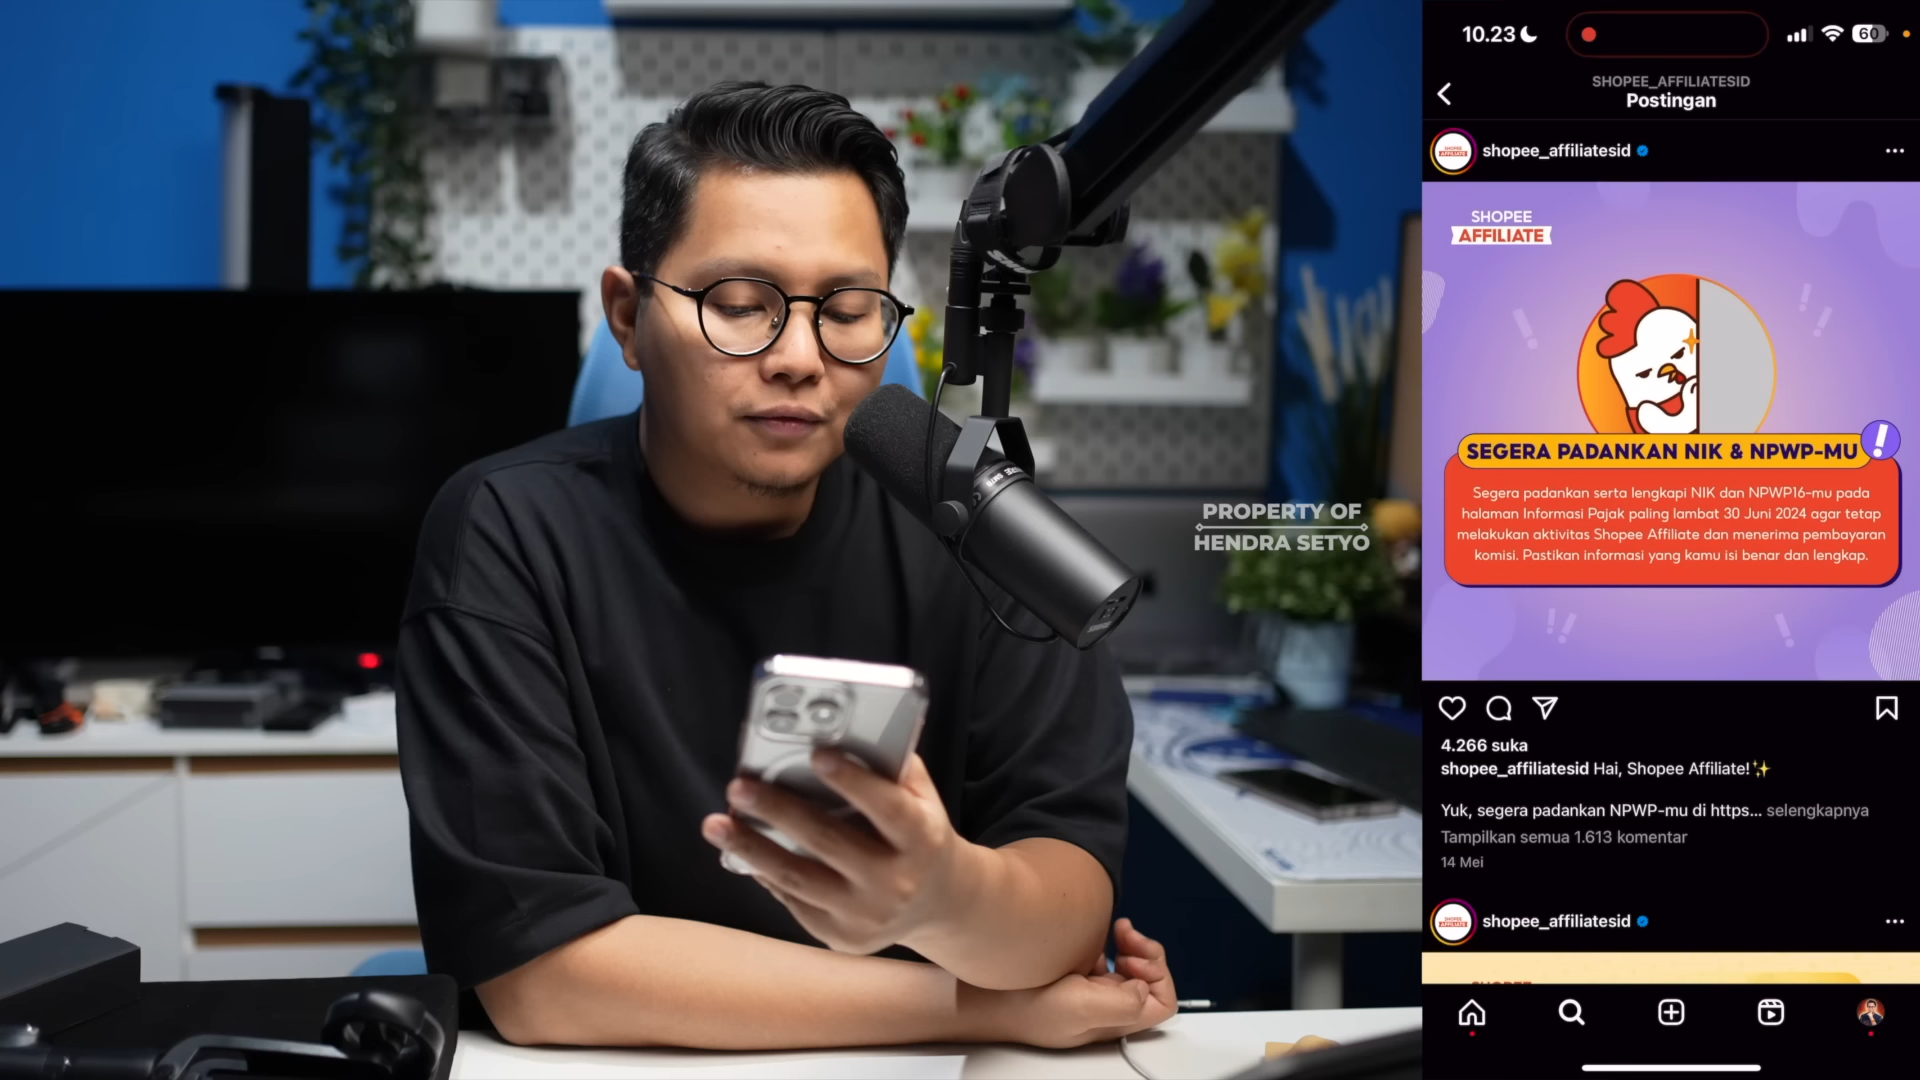 PROPERTY OF
HENDRA SETYO
10.23
60
SHOPEE_AFFILIATESID
Postingan
shopee_affiliatesid
SHOPEE
AFFILIATE
SEGERA PADANKAN NIK & NPWP-MU
!
Segera padankan serta lengkapi NIK dan NPWP16-mu pada
halaman Informasi Pajak paling lambat 30 Juni 2024 agar tetap
melakukan aktivitas Shopee Affiliate dan menerima pembayaran
komisi. Pastikan informasi yang kamu isi benar dan lengkap.
4.266 suka
shopee_affiliatesid Hai, Shopee Affiliate!✨
Yuk, segera padankan NPWP-mu di https... selengkapnya
Tampilkan semua 1.613 komentar
14 Mei
shopee_affiliatesid